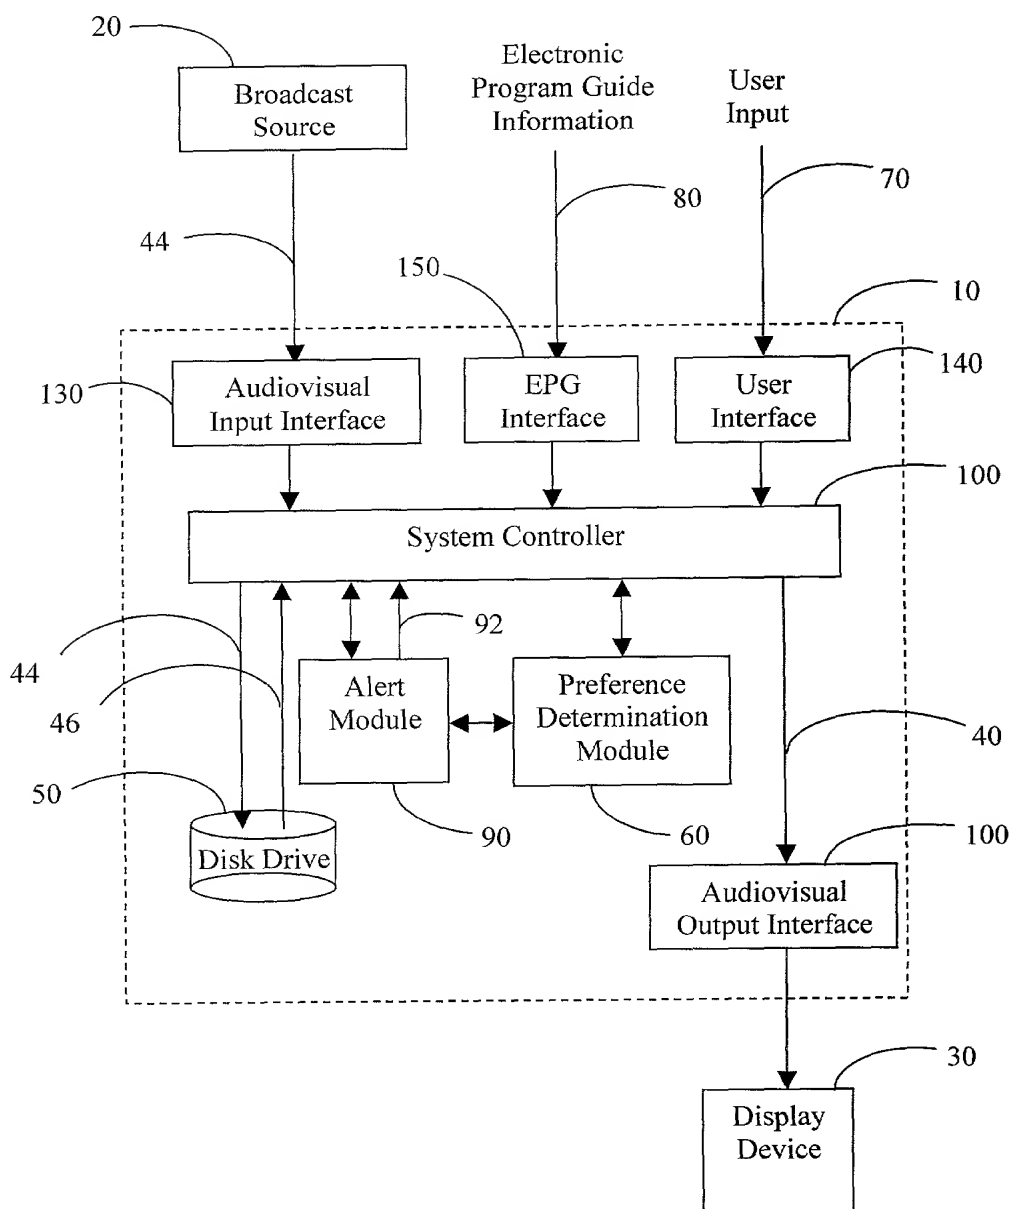 20
Broadcast
Source
Electronic
Program Guide
Information
User
Input
44
80
70
150
10
130
Audiovisual
Input Interface
EPG
Interface
User
Interface
140
100
System Controller
44
46
92
Alert
Module
Preference
Determination
Module
40
50
Disk Drive
90
60
100
Audiovisual
Output Interface
30
Display
Device